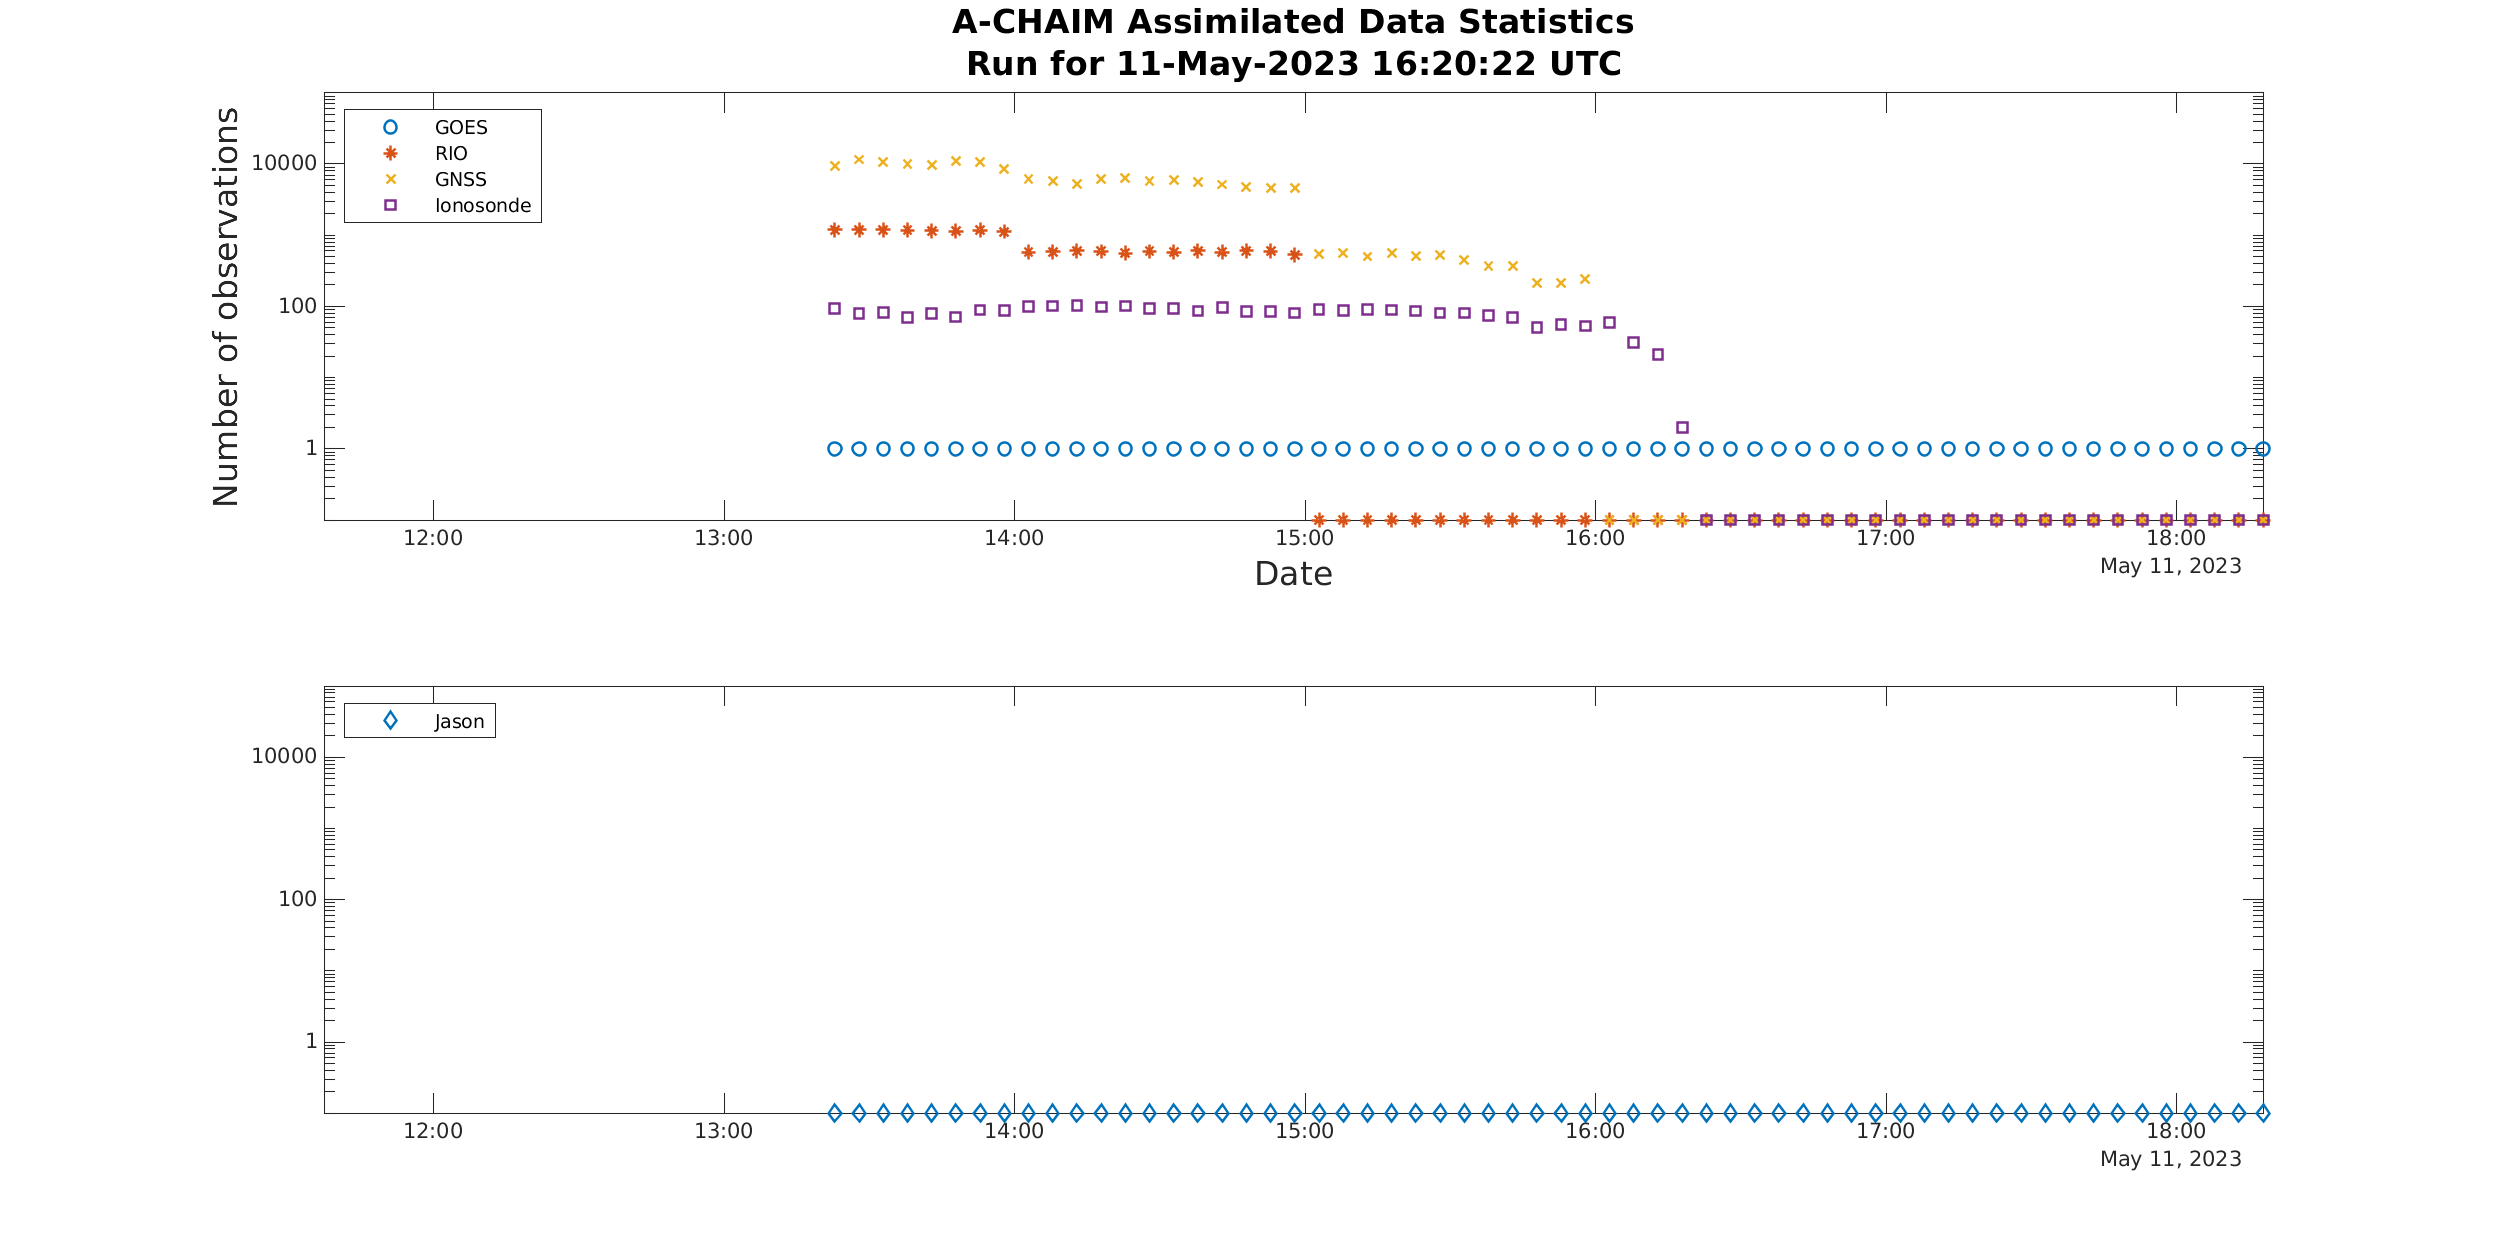 A-CHAIM Assimilated Data Statistics
Run for 11-May-2023 16:20:22 UTC
Number of observations
10000
100
1
GOES
RIO
GNSS
Ionosonde
12:00 13:00 14:00 15:00 16:00 17:00 18:00
May 11, 2023
Date
10000
100
1
Jason
12:00 13:00 14:00 15:00 16:00 17:00 18:00
May 11, 2023